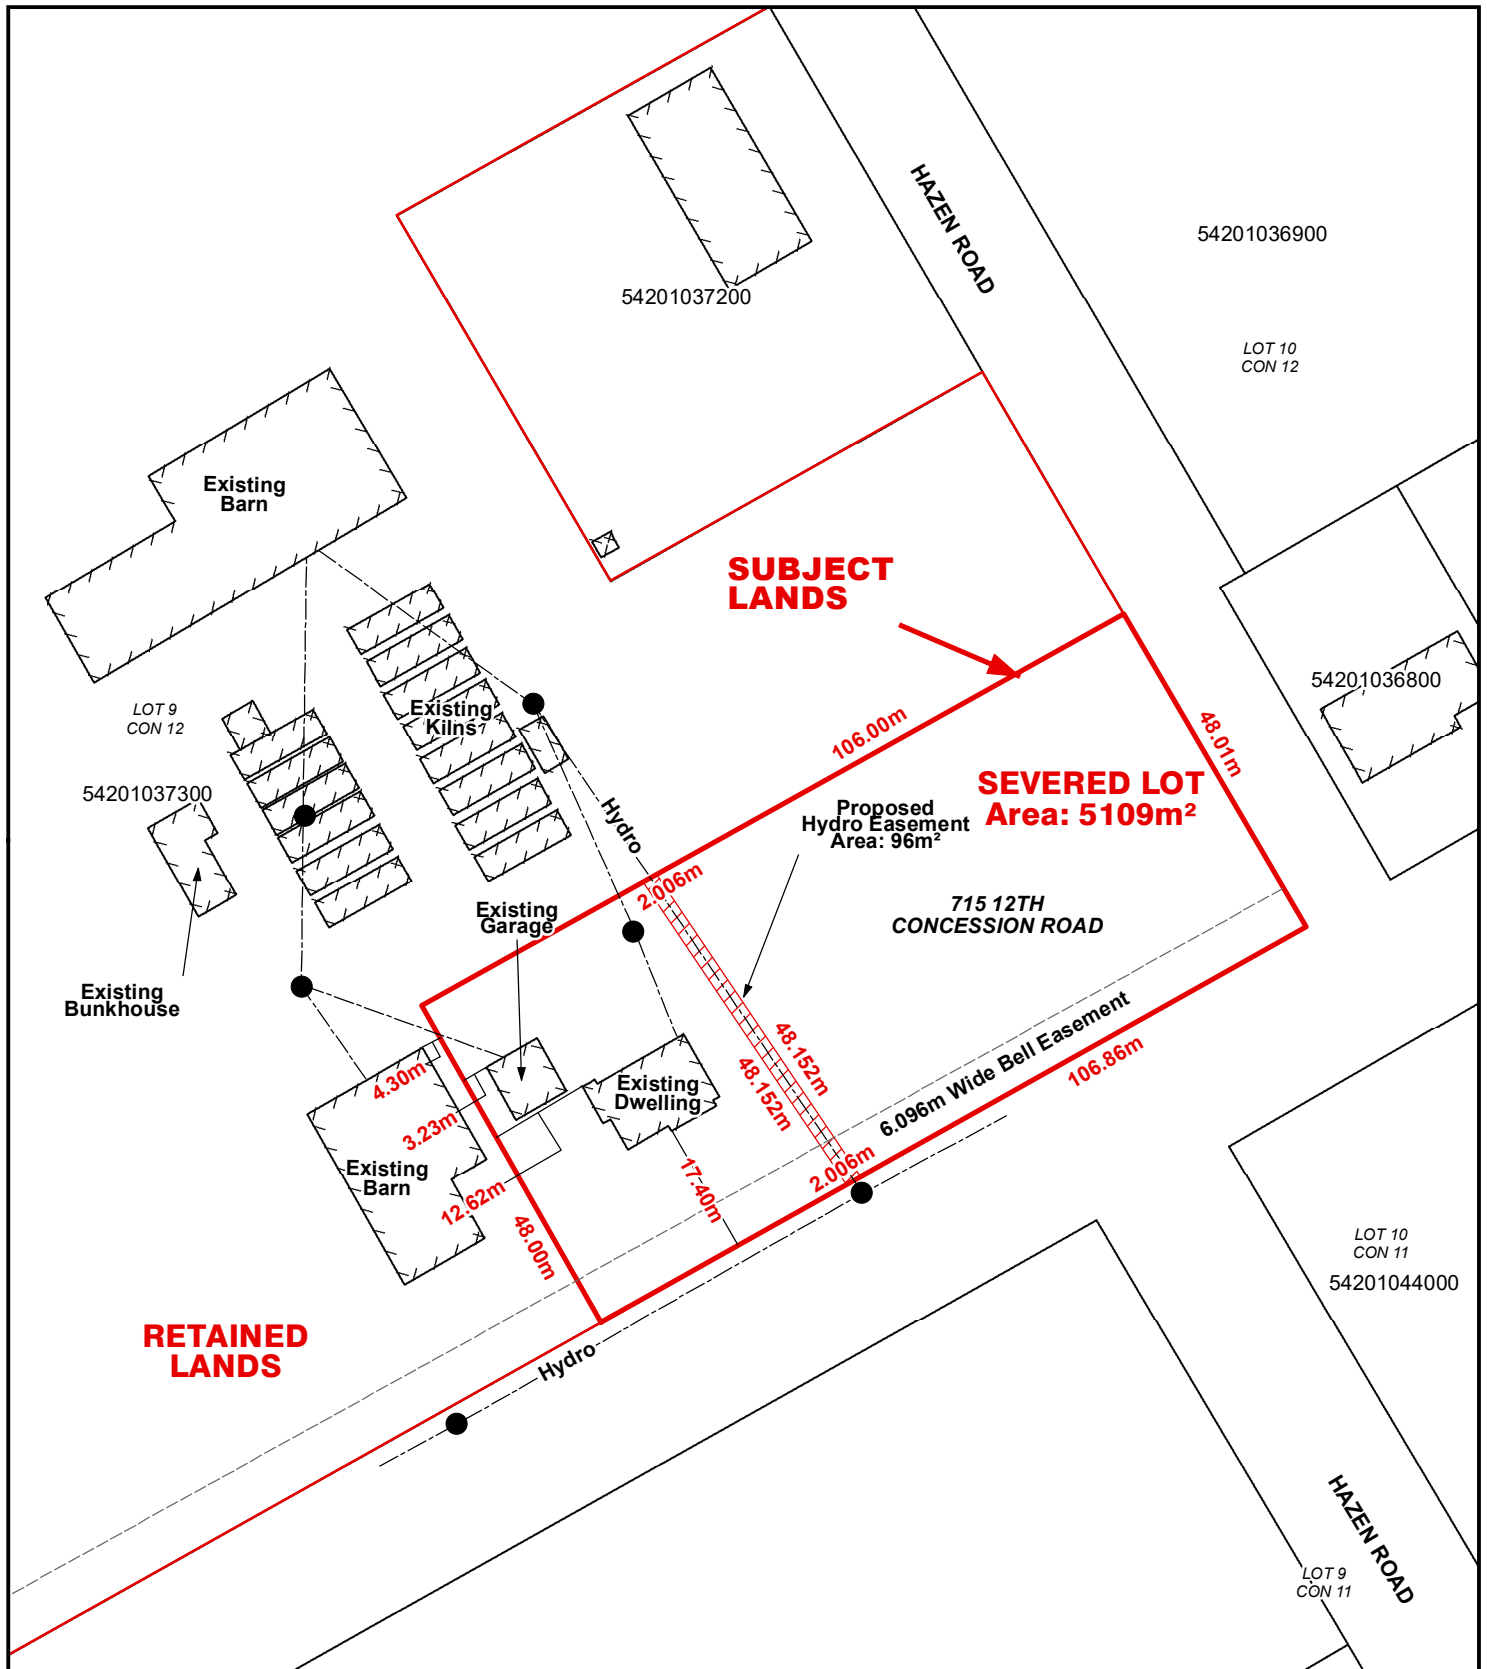 HAZEN ROAD
54201036900
54201037200
LOT 10
CON 12
Existing
Barn
SUBJECT
LANDS
54201036800
LOT 9
CON 12
Existing
Kilns
106.00m
48.01m
54201037300
Hydro
Proposed
Hydro Easement
Area: 96m²
SEVERED LOT
Area: 5109m²
2.006m
Existing
Garage
715 12TH
CONCESSION ROAD
Existing
Bunkhouse
48.152m
48.152m
6.096m Wide Bell Easement
106.86m
4.30m
Existing
Dwelling
3.23m
Existing
Barn
12.62m
17.40m
2.006m
48.00m
LOT 10
CON 11
54201044000
RETAINED
LANDS
Hydro
HAZEN ROAD
LOT 9
CON 11